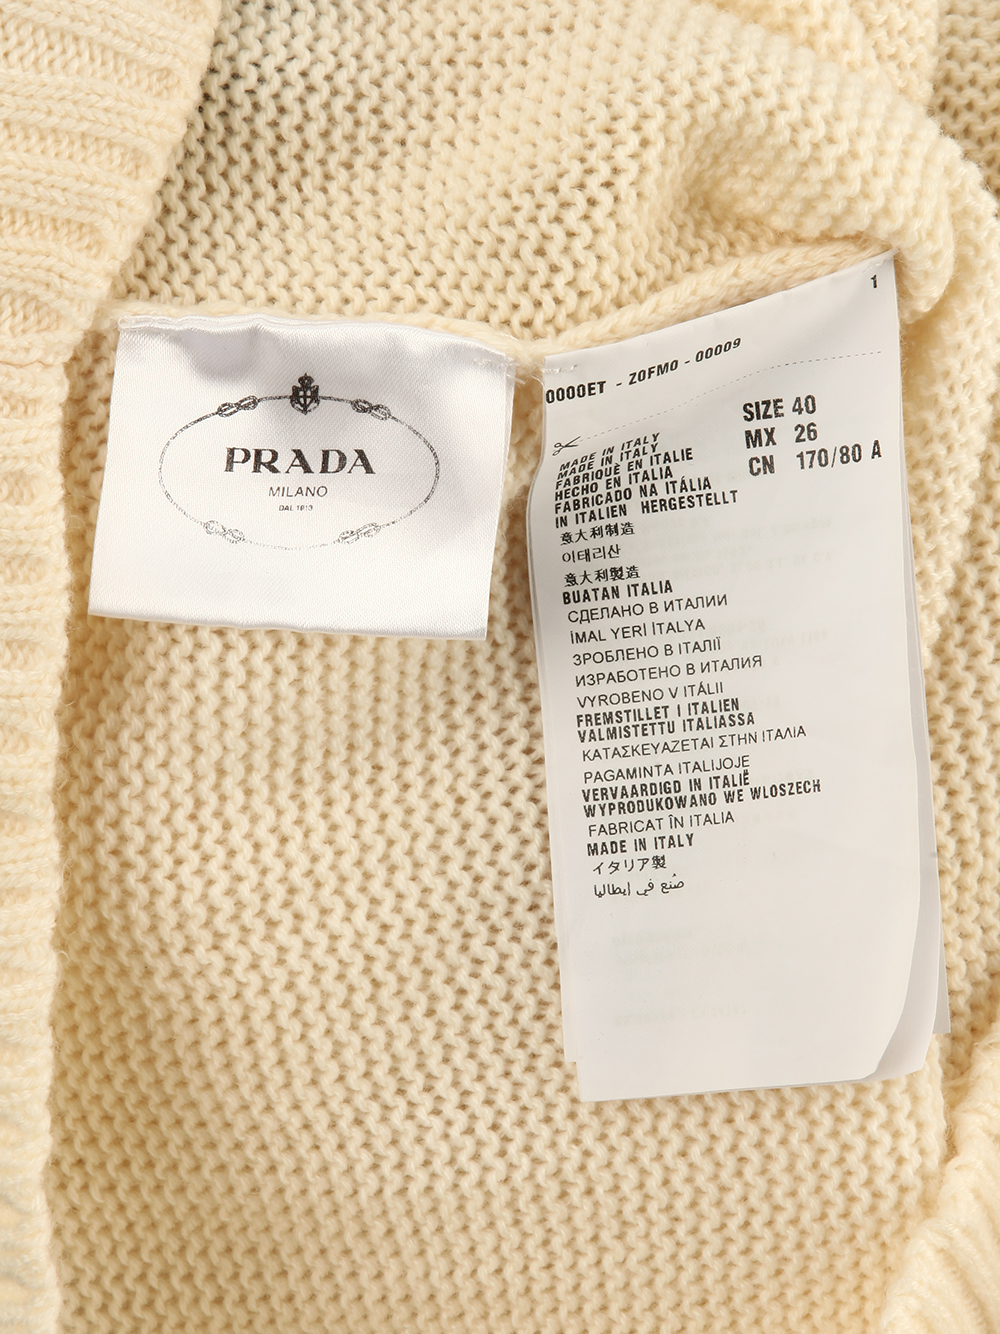 PRADA
MILANO
DAL 1913
1
0000ET - Z0FM0 - 00009
SIZE 40
MX 26
CN 170/80 A
MADE IN ITALY
MADE IN ITALY
FABRIQUÉ EN ITALIE
HECHO EN ITALIA
FABRICADO NA ITÁLIA
IN ITALIEN HERGESTELLT
意大利制造
이태리산
意大利製造
BUATAN ITALIA
СДЕЛАНО В ИТАЛИИ
İMAL YERİ İTALYA
ЗРОБЛЕНО В ІТАЛІЇ
ИЗРАБОТЕНО В ИТАЛИЯ
VYROBENO V ITÁLII
FREMSTILLET I ITALIEN
VALMISTETTU ITALIASSA
ΚΑΤΑΣΚΕΥΑΖΕΤΑΙ ΣΤΗΝ ΙΤΑΛΙΑ
PAGAMINTA ITALIJOJE
VERVAARDIGD IN ITALIË
WYPRODUKOWANO WE WLOSZECH
FABRICAT ÎN ITALIA
MADE IN ITALY
イタリア製
صُنع في إيطاليا